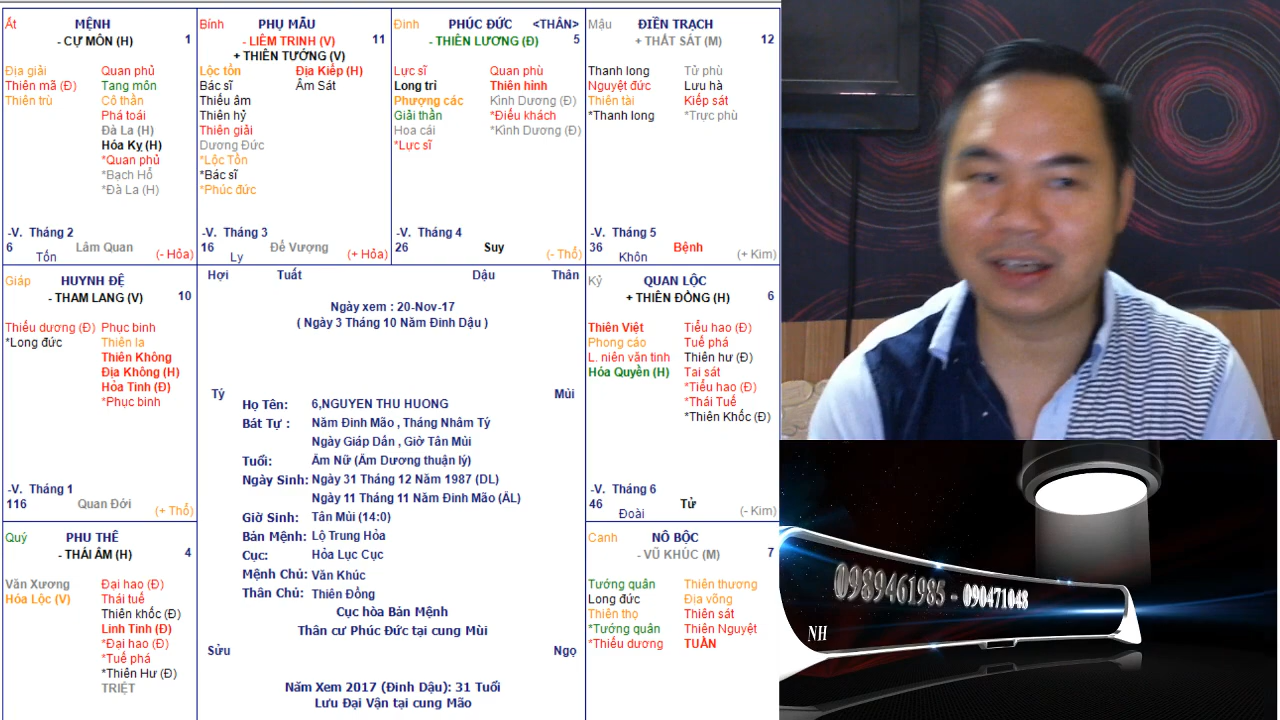 Ất MỆNH
- CỰ MÔN (H) 1
Địa giải Quan phủ
Thiên mã (Đ) Tang môn
Thiên trù Cô thần
Phá toái
Đà La (H)
Hóa Kỵ (H)
*Quan phủ
*Bạch Hổ
*Đà La (H)
-V. Tháng 2
6 Lâm Quan (- Hỏa)
Tốn
Bính PHỤ MẪU
- LIÊM TRINH (V) 11
+ THIÊN TƯỚNG (V)
Lộc tồn Địa Kiếp (H)
Bác sĩ Âm Sát
Thiếu âm
Thiên hỷ
Thiên giải
Dương Đức
*Lộc Tồn
*Bác sĩ
*Phúc đức
-V. Tháng 3
16 Đế Vượng (+ Hỏa)
Ly
Đinh PHÚC ĐỨC <THÂN>
- THIÊN LƯƠNG (Đ) 5
Lực sĩ Quan phù
Long trì Thiên hình
Phượng các Kình Dương (Đ)
Giải thần *Điếu khách
Hoa cái *Kình Dương (Đ)
*Lực sĩ
-V. Tháng 4
26 Suy (- Thổ)
Mậu ĐIỀN TRẠCH
+ THẤT SÁT (M) 12
Thanh long Tử phù
Nguyệt đức Lưu hà
Thiên tài Kiếp sát
*Thanh long *Trực phù
-V. Tháng 5
36 Bệnh (+ Kim)
Khôn
Giáp HUYNH ĐỆ
- THAM LANG (V) 10
Thiếu dương (Đ) Phục binh
*Long đức Thiên la
Thiên Không
Địa Không (H)
Hỏa Tinh (Đ)
*Phục binh
-V. Tháng 1
116 Quan Đới (+ Thổ)
Hợi Tuất Dậu Thân
Ngày xem : 20-Nov-17
( Ngày 3 Tháng 10 Năm Đinh Dậu )
Tý Mùi
Họ Tên: 6,NGUYEN THU HUONG
Bát Tự : Năm Đinh Mão , Tháng Nhâm Tý
Ngày Giáp Dần , Giờ Tân Mùi
Tuổi: Âm Nữ (Âm Dương thuận lý)
Ngày Sinh: Ngày 31 Tháng 12 Năm 1987 (DL)
Ngày 11 Tháng 11 Năm Đinh Mão (ÂL)
Giờ Sinh: Tân Mùi (14:0)
Bản Mệnh: Lộ Trung Hỏa
Cục: Hỏa Lục Cục
Mệnh Chủ: Văn Khúc
Thân Chủ: Thiên Đồng
Cục hòa Bản Mệnh
Thân cư Phúc Đức tại cung Mùi
Sửu Ngọ
Năm Xem 2017 (Đinh Dậu): 31 Tuổi
Lưu Đại Vận tại cung Mão
Kỷ QUAN LỘC
+ THIÊN ĐỒNG (H) 6
Thiên Việt Tiểu hao (Đ)
Phong cáo Tuế phá
L. niên văn tinh Thiên hư (Đ)
Hóa Quyền (H) Tai sát
*Tiểu hao (Đ)
*Thái Tuế
*Thiên Khốc (Đ)
-V. Tháng 6
46 Tử (- Kim)
Đoài
Quý PHU THÊ
- THÁI ÂM (H) 4
Văn Xương Đại hao (Đ)
Hóa Lộc (V) Thái tuế
Thiên khốc (Đ)
Linh Tinh (Đ)
*Đại hao (Đ)
*Tuế phá
*Thiên Hư (Đ)
TRIỆT
Canh NÔ BỘC
- VŨ KHÚC (M) 7
Tướng quân Thiên thương
Long đức Địa võng
Thiên thọ Thiên sát
*Tướng quân Thiên Nguyệt
*Thiếu dương TUẦN
0989461985 - 090471048
NH